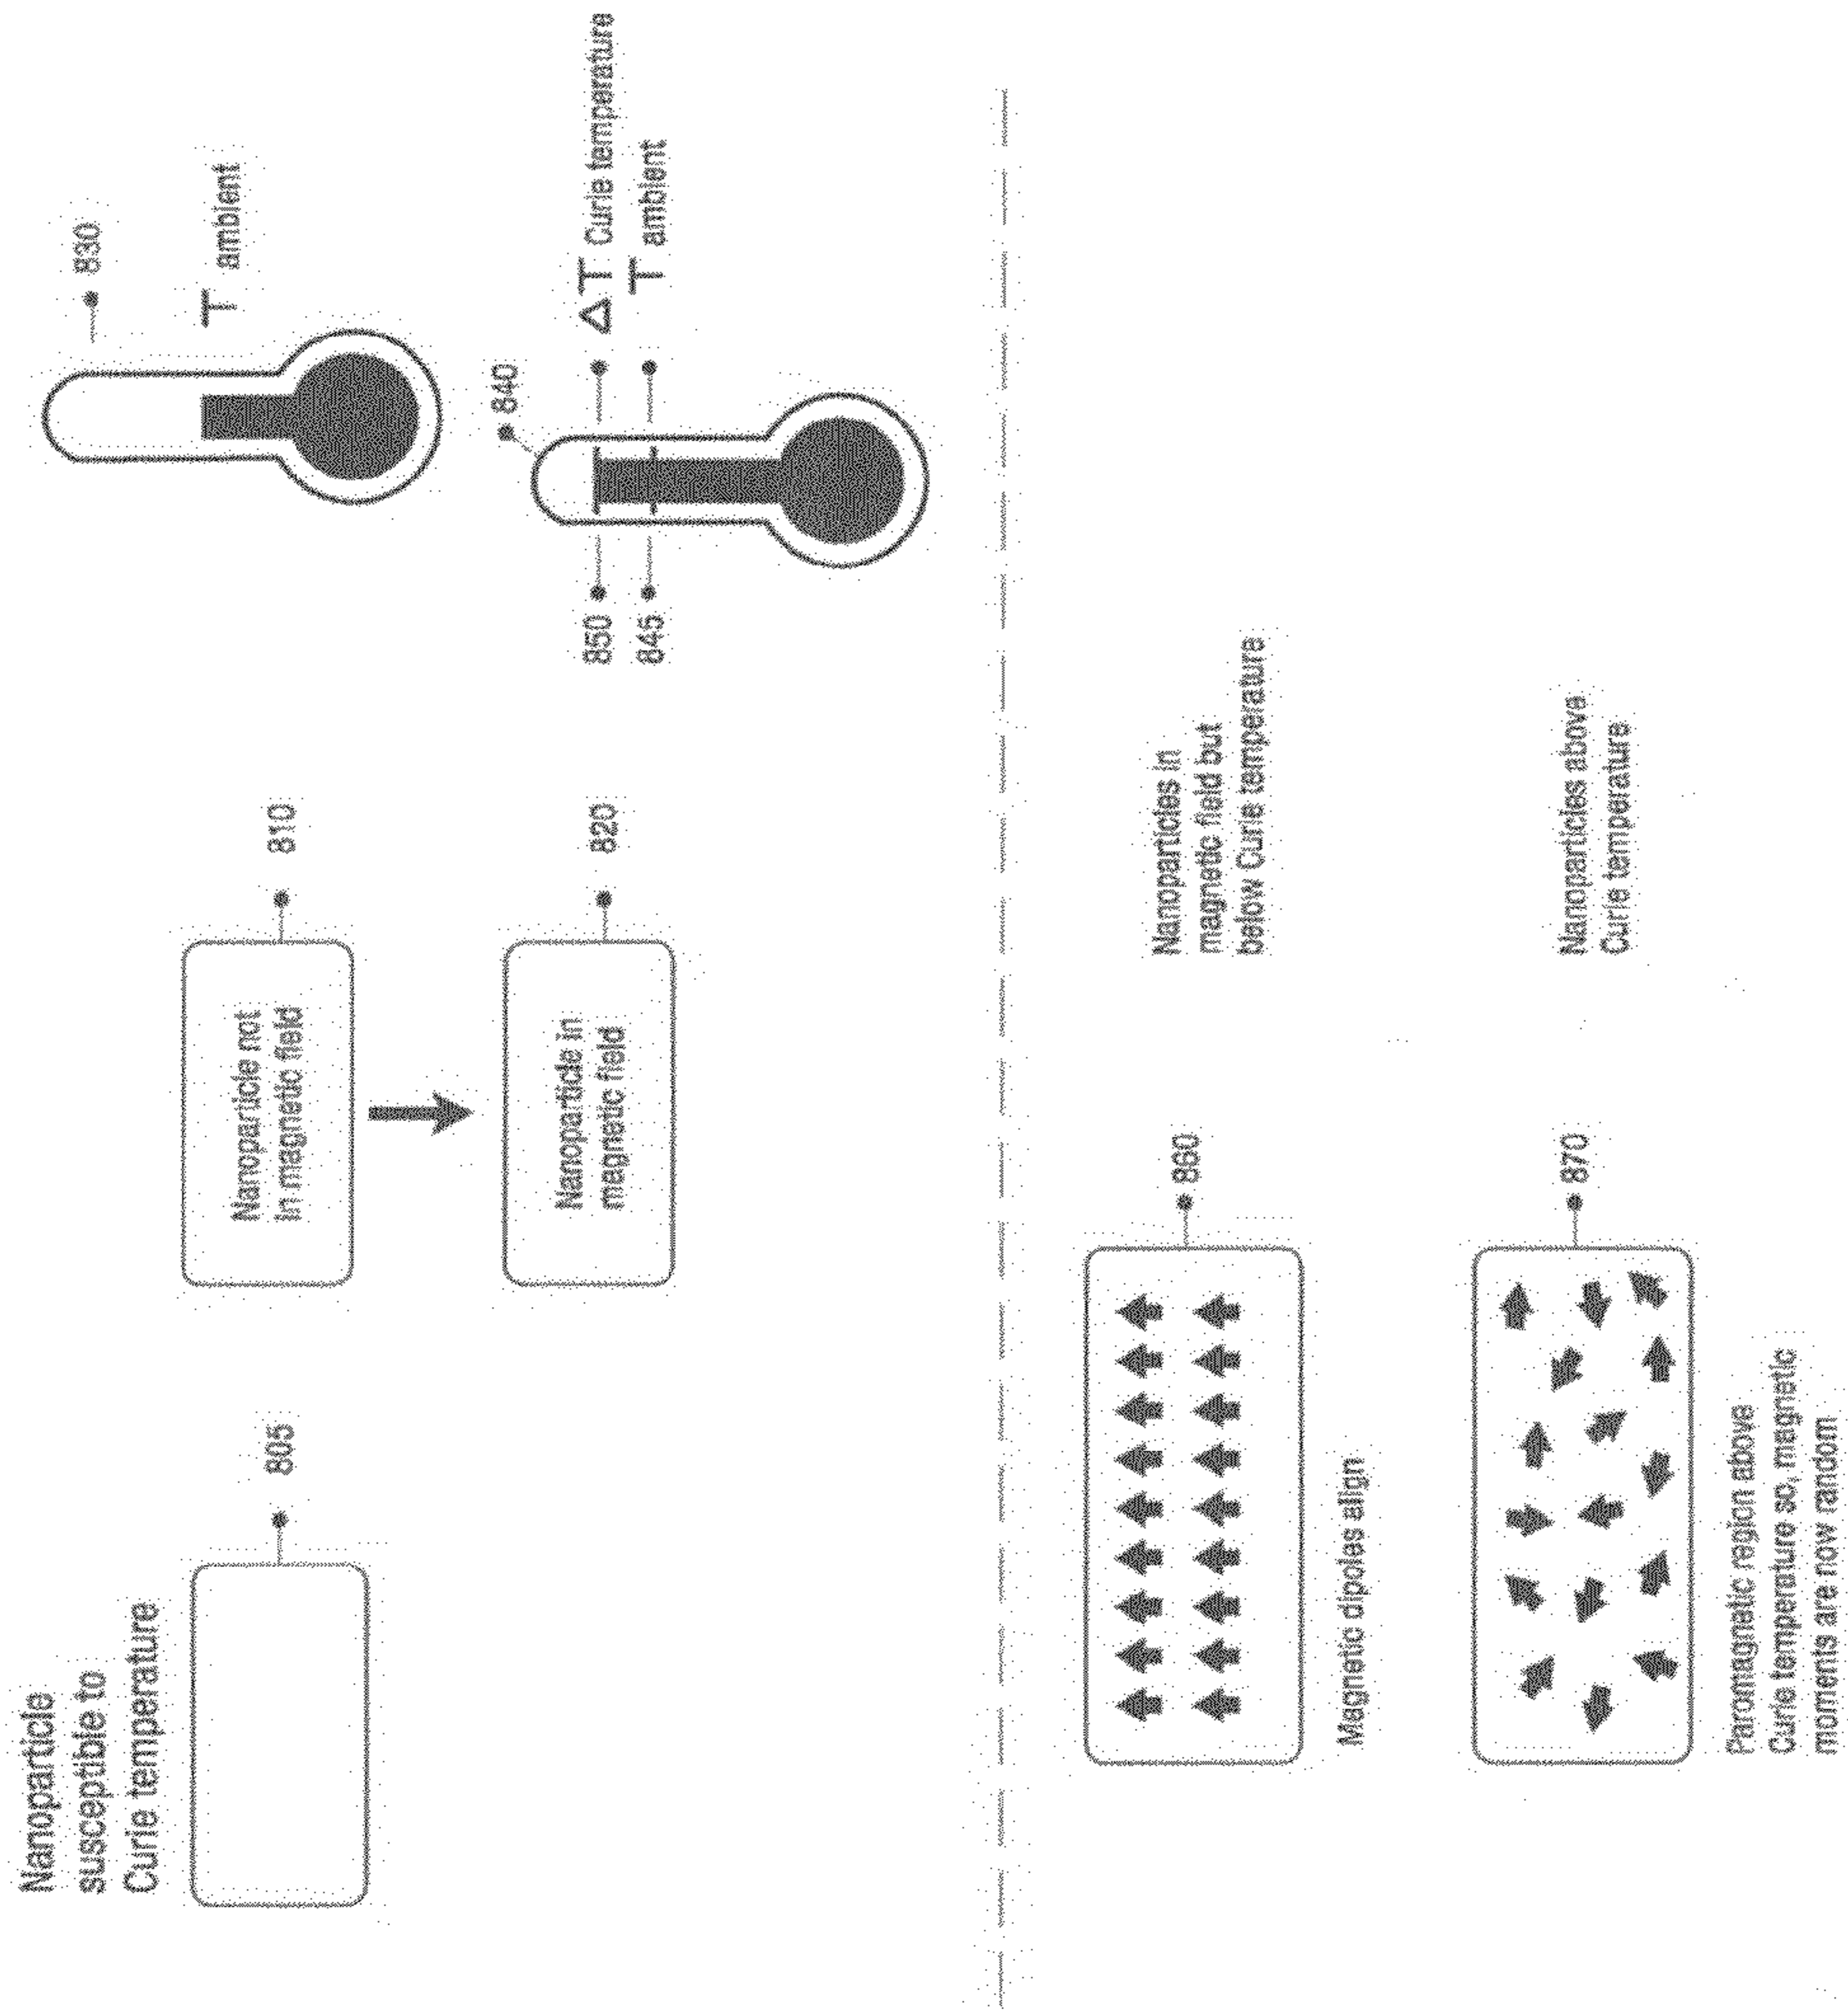 Nanoparticle
susceptible to
Curie temperature
805
Nanoparticle not
in magnetic field
810
830
T ambient
Nanoparticle in
magnetic field
820
840
850
ΔT Curie temperature
845
T ambient
860
Nanoparticles in
magnetic field but
below Curie temperature
Magnetic dipoles align
870
Nanoparticles above
Curie temperature
Paromagnetic region above
Curie temperature so, magnetic
moments are now random